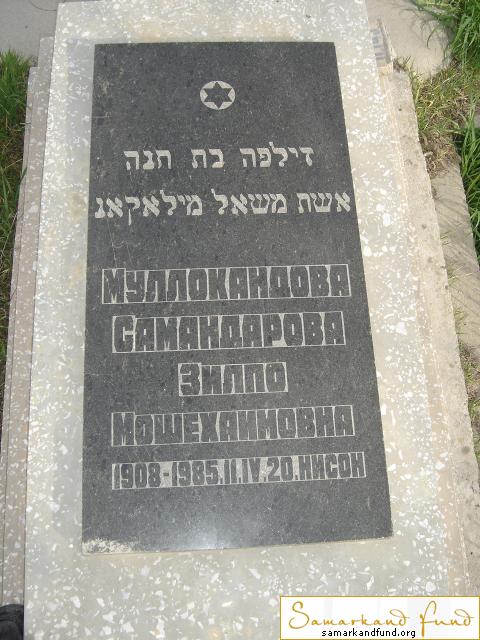 זילפה בת חנה
אשת משאל מילאקאנ
МУЛЛОКАНДОВА
САМАНДАРОВА
ЗИЛПО
МОШЕХАИМОВНА
1908-1985.II.IV.20.НИСОН
Samarkand Fund
samarkandfund.org